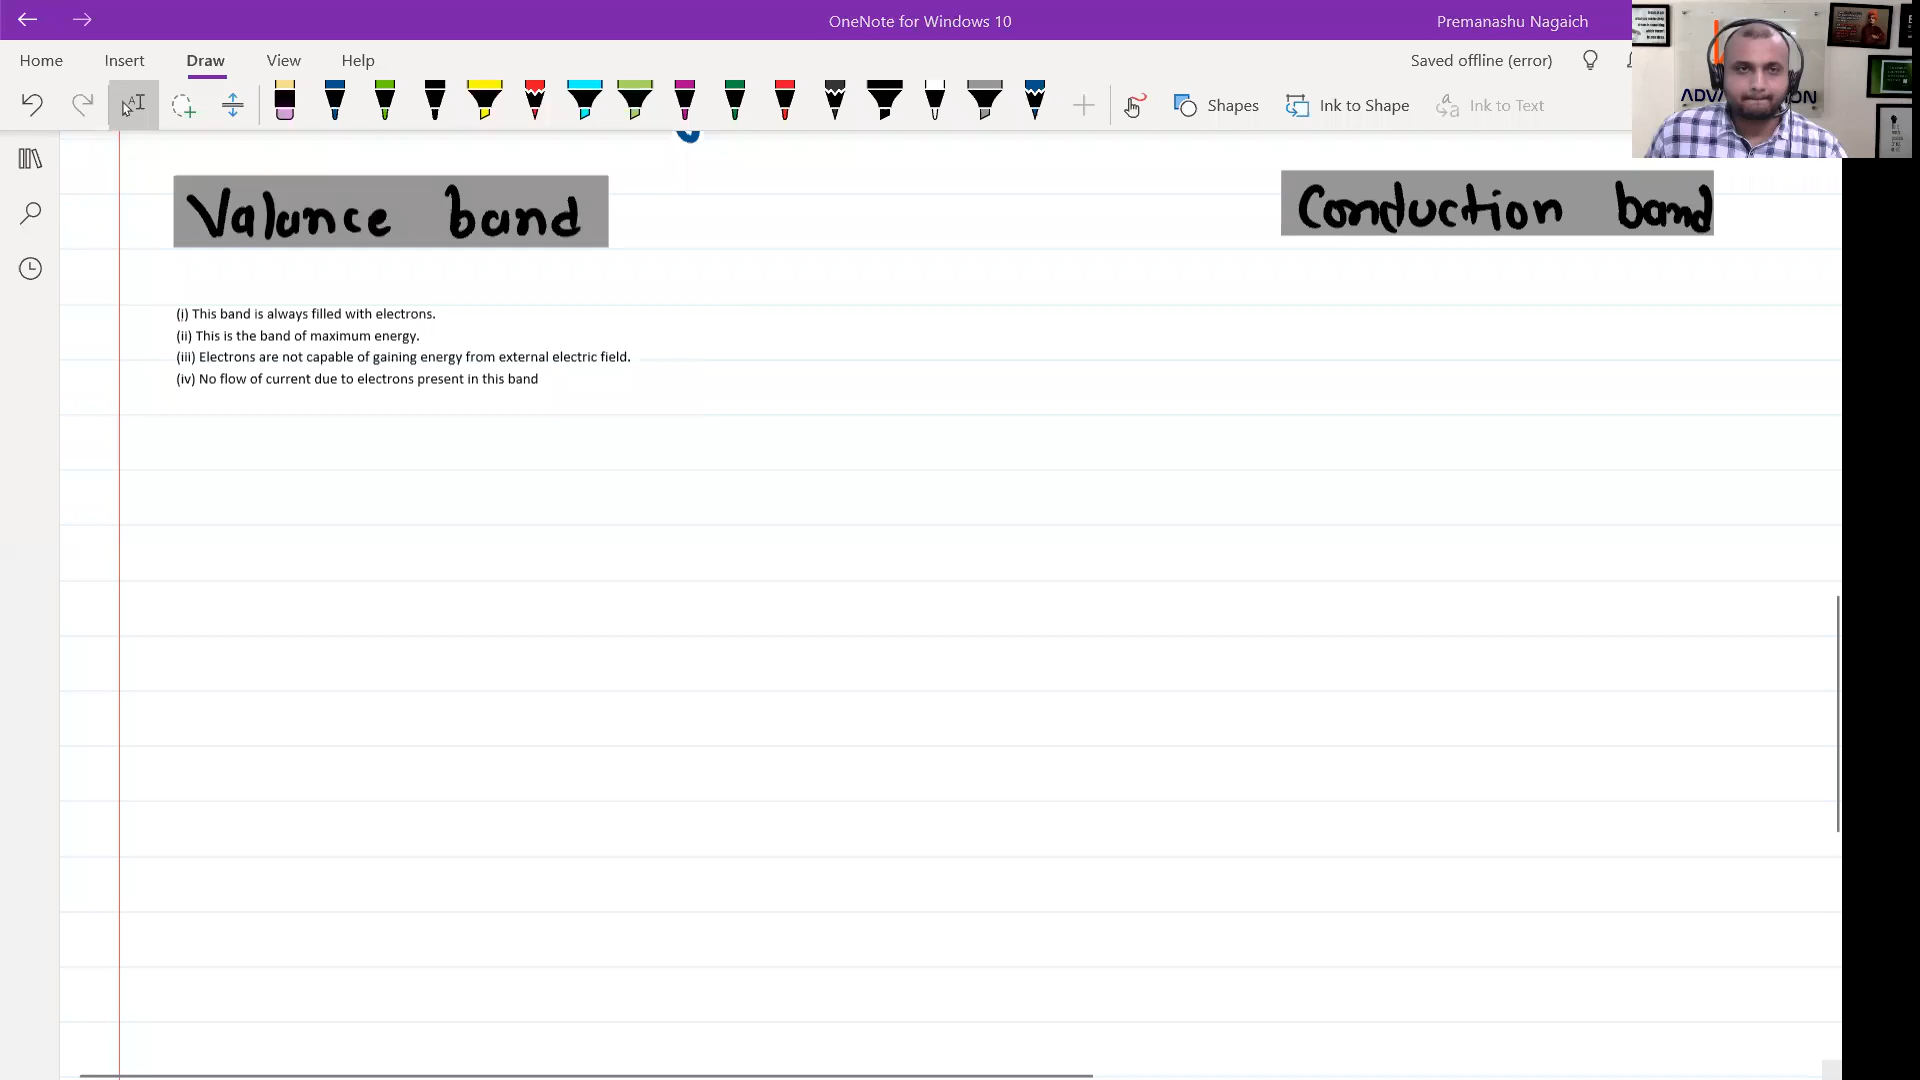 OneNote for Windows 10
Premanashu Nagaich
Home Insert Draw View Help
Saved offline (error)
Shapes Ink to Shape Ink to Text
Valance band
Conduction band
(i) This band is always filled with electrons.
(ii) This is the band of maximum energy.
(iii) Electrons are not capable of gaining energy from external electric field.
(iv) No flow of current due to electrons present in this band